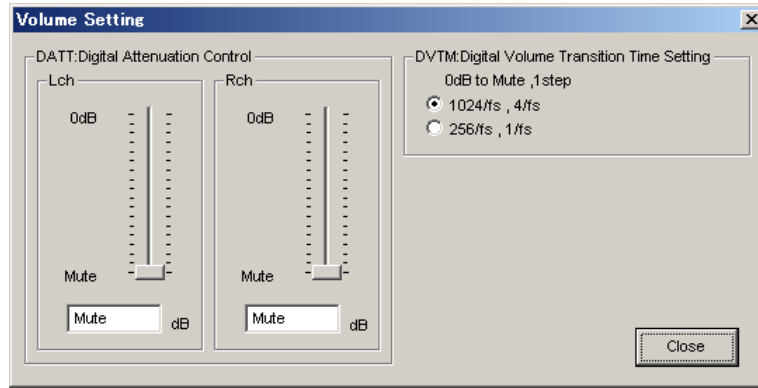 Volume Setting
DATT:Digital Attenuation Control
Lch
0dB
Mute
Mute
dB
Rch
0dB
Mute
Mute
dB
DVTM:Digital Volume Transition Time Setting
0dB to Mute ,1step
1024/fs , 4/fs
256/fs , 1/fs
Close